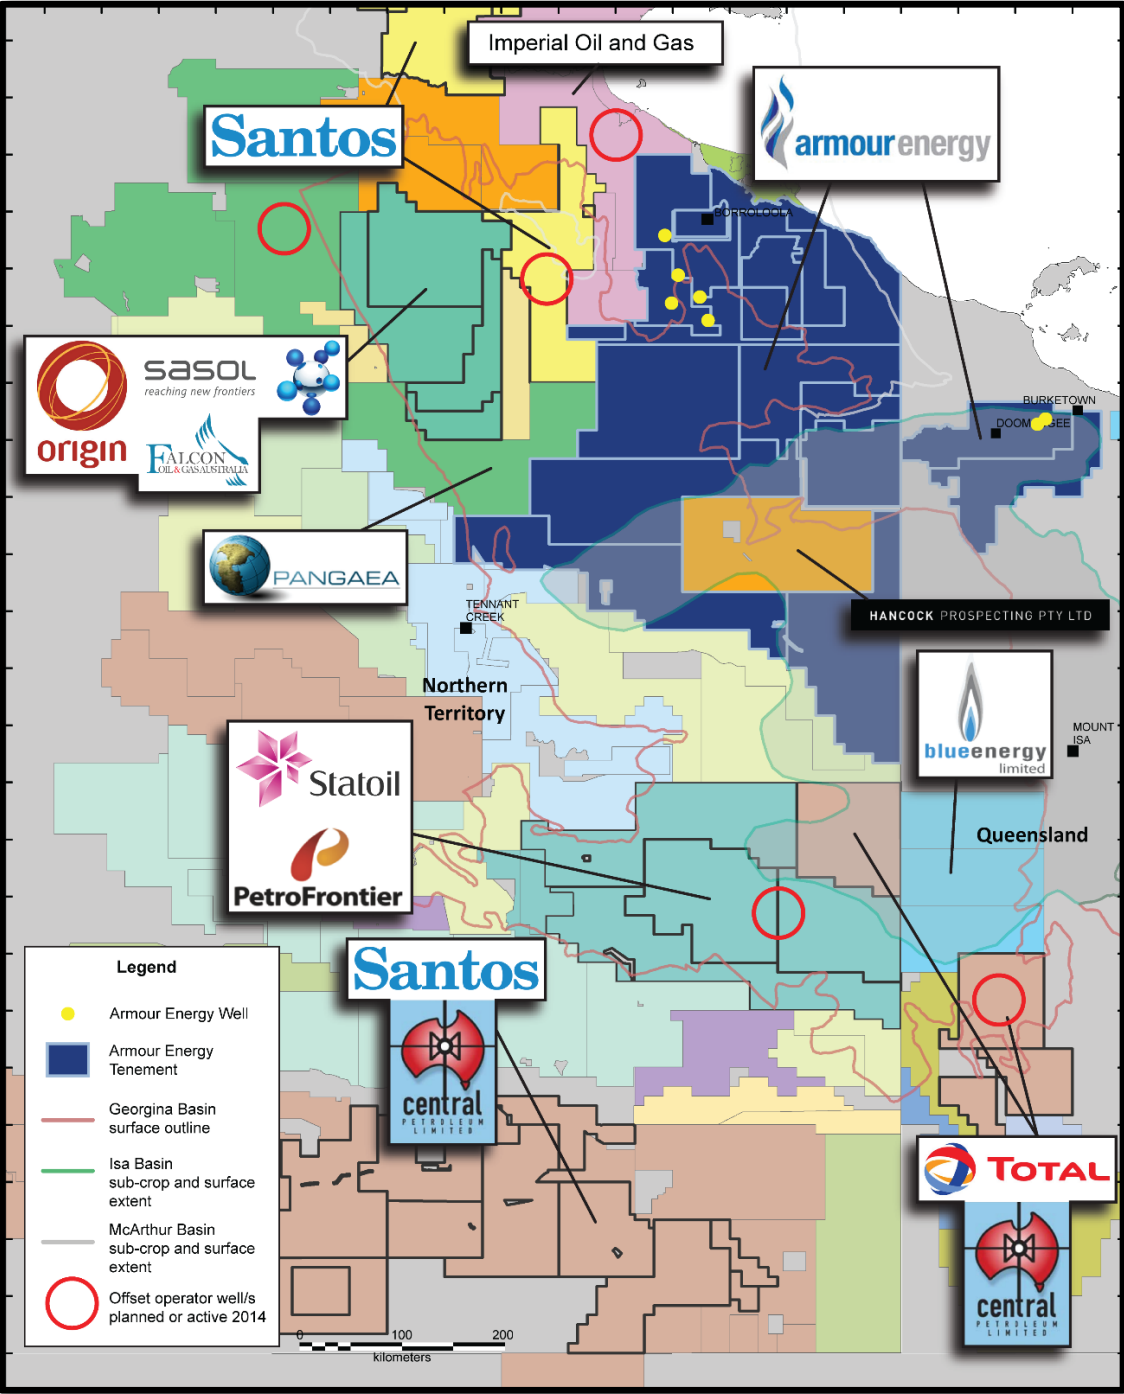 Imperial Oil and Gas
Santos
armourenergy
BORROLOOLA
origin
sasol
reaching new frontiers
FALCON
OIL & GAS AUSTRALIA
BURKETOWN
PANGAEA
TENNANT
CREEK
HANCOCK PROSPECTING PTY LTD
Northern
Territory
blueenergy
limited
MOUNT
ISA
Statoil
PetroFrontier
Queensland
Santos
central
PETROLEUM
LIMITED
TOTAL
central
PETROLEUM
LIMITED
Legend
Armour Energy Well
Armour Energy
Tenement
Georgina Basin
surface outline
Isa Basin
sub-crop and surface
extent
McArthur Basin
sub-crop and surface
extent
Offset operator well/s
planned or active 2014
0 100 200
kilometers